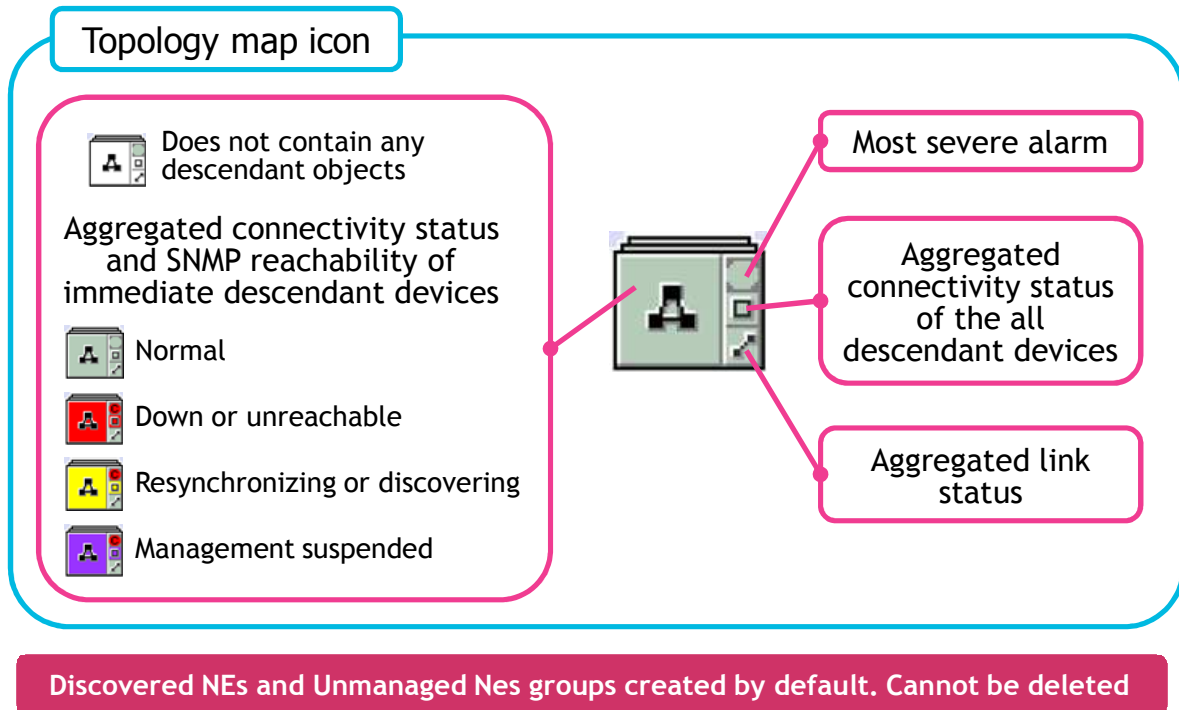 Topology map icon
Does not contain any
descendant objects
Aggregated connectivity status
and SNMP reachability of
immediate descendant devices
Normal
Down or unreachable
Resynchronizing or discovering
Management suspended
Most severe alarm
Aggregated
connectivity status
of the all
descendant devices
Aggregated link
status
Discovered NEs and Unmanaged Nes groups created by default. Cannot be deleted